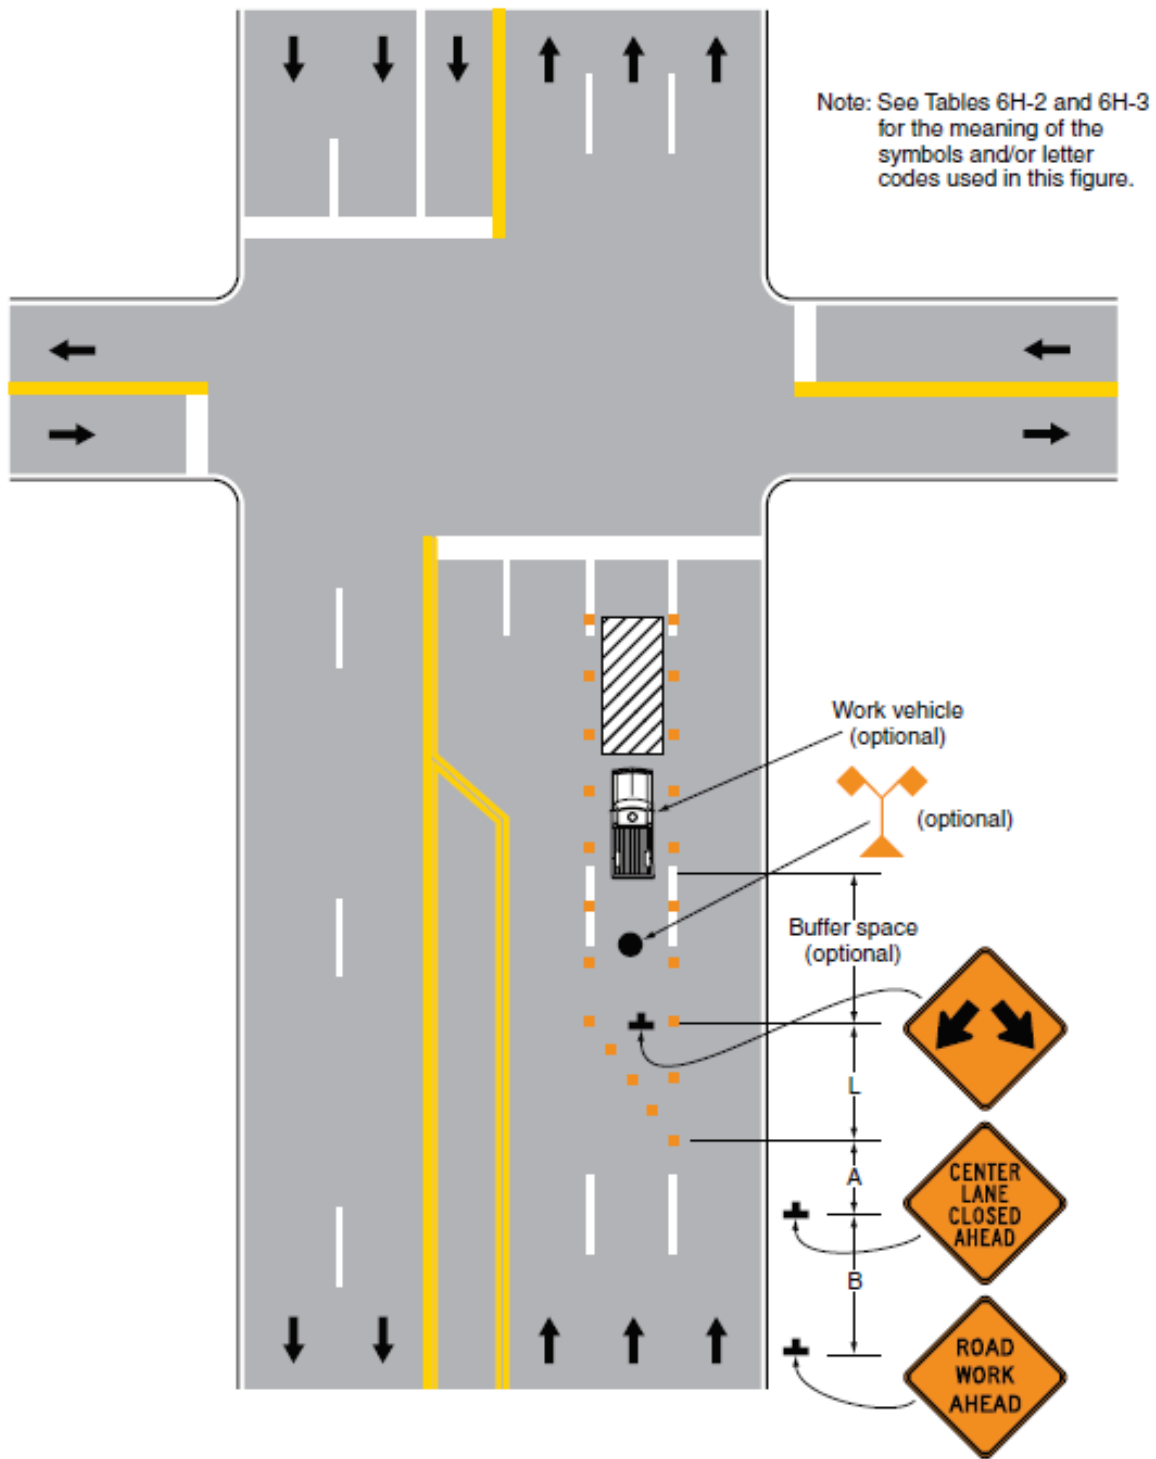 Note: See Tables 6H-2 and 6H-3
for the meaning of the
symbols and/or letter
codes used in this figure.
Work vehicle
(optional)
(optional)
Buffer space
(optional)
L
A
CENTER
LANE
CLOSED
AHEAD
B
ROAD
WORK
AHEAD